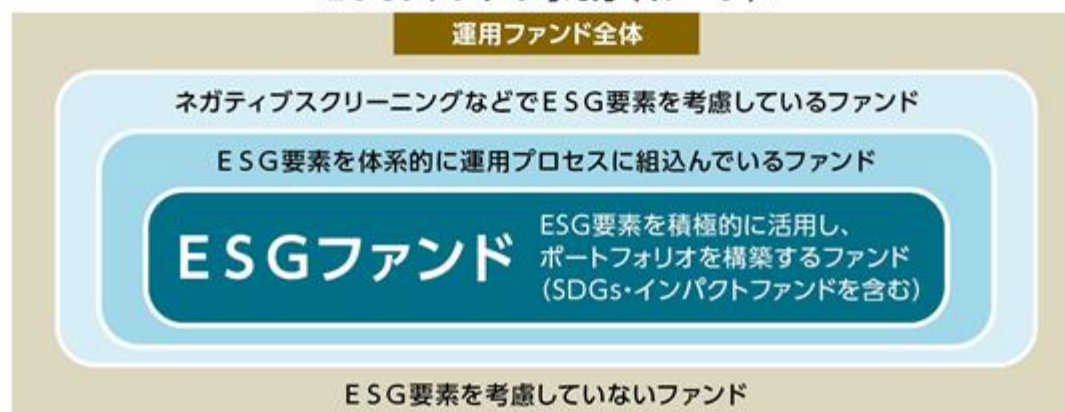 運用ファンド全体
ネガティブスクリーニングなどでESG要素を考慮しているファンド
ESG要素を体系的に運用プロセスに組込んでいるファンド
ESGファンド
ESG要素を積極的に活用し、
ポートフォリオを構築するファンド
(SDGs・インパクトファンドを含む)
ESG要素を考慮していないファンド